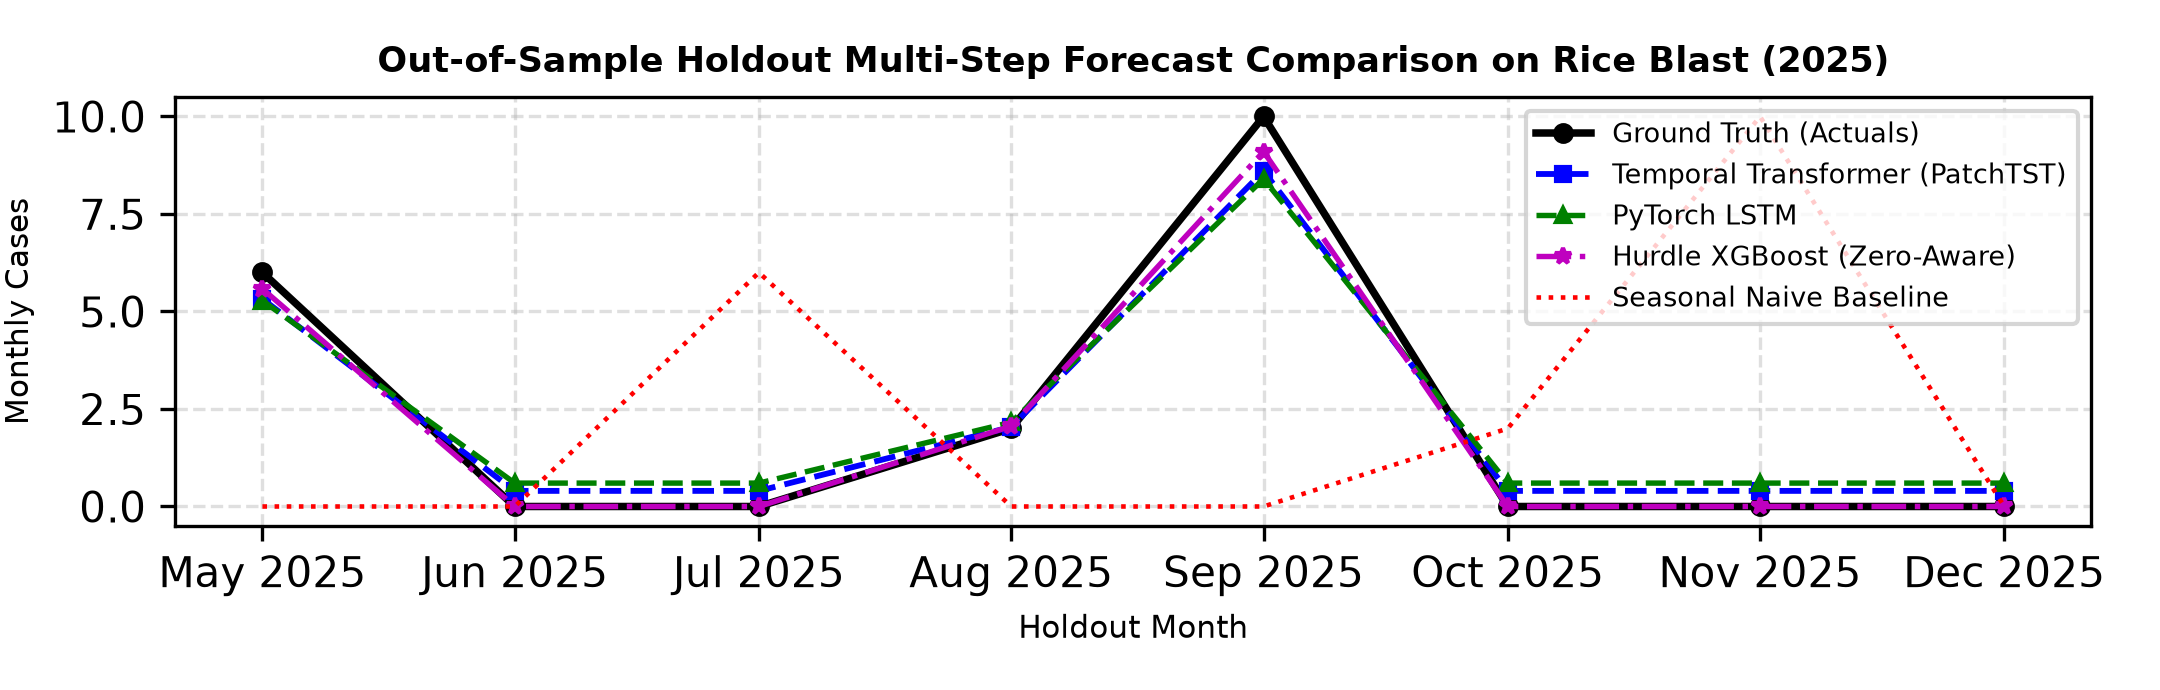 Out-of-Sample Holdout Multi-Step Forecast Comparison on Rice Blast (2025)
Monthly Cases
10.0
7.5
5.0
2.5
0.0
Ground Truth (Actuals)
Temporal Transformer (PatchTST)
PyTorch LSTM
Hurdle XGBoost (Zero-Aware)
Seasonal Naive Baseline
May 2025
Jun 2025
Jul 2025
Aug 2025
Sep 2025
Oct 2025
Nov 2025
Dec 2025
Holdout Month